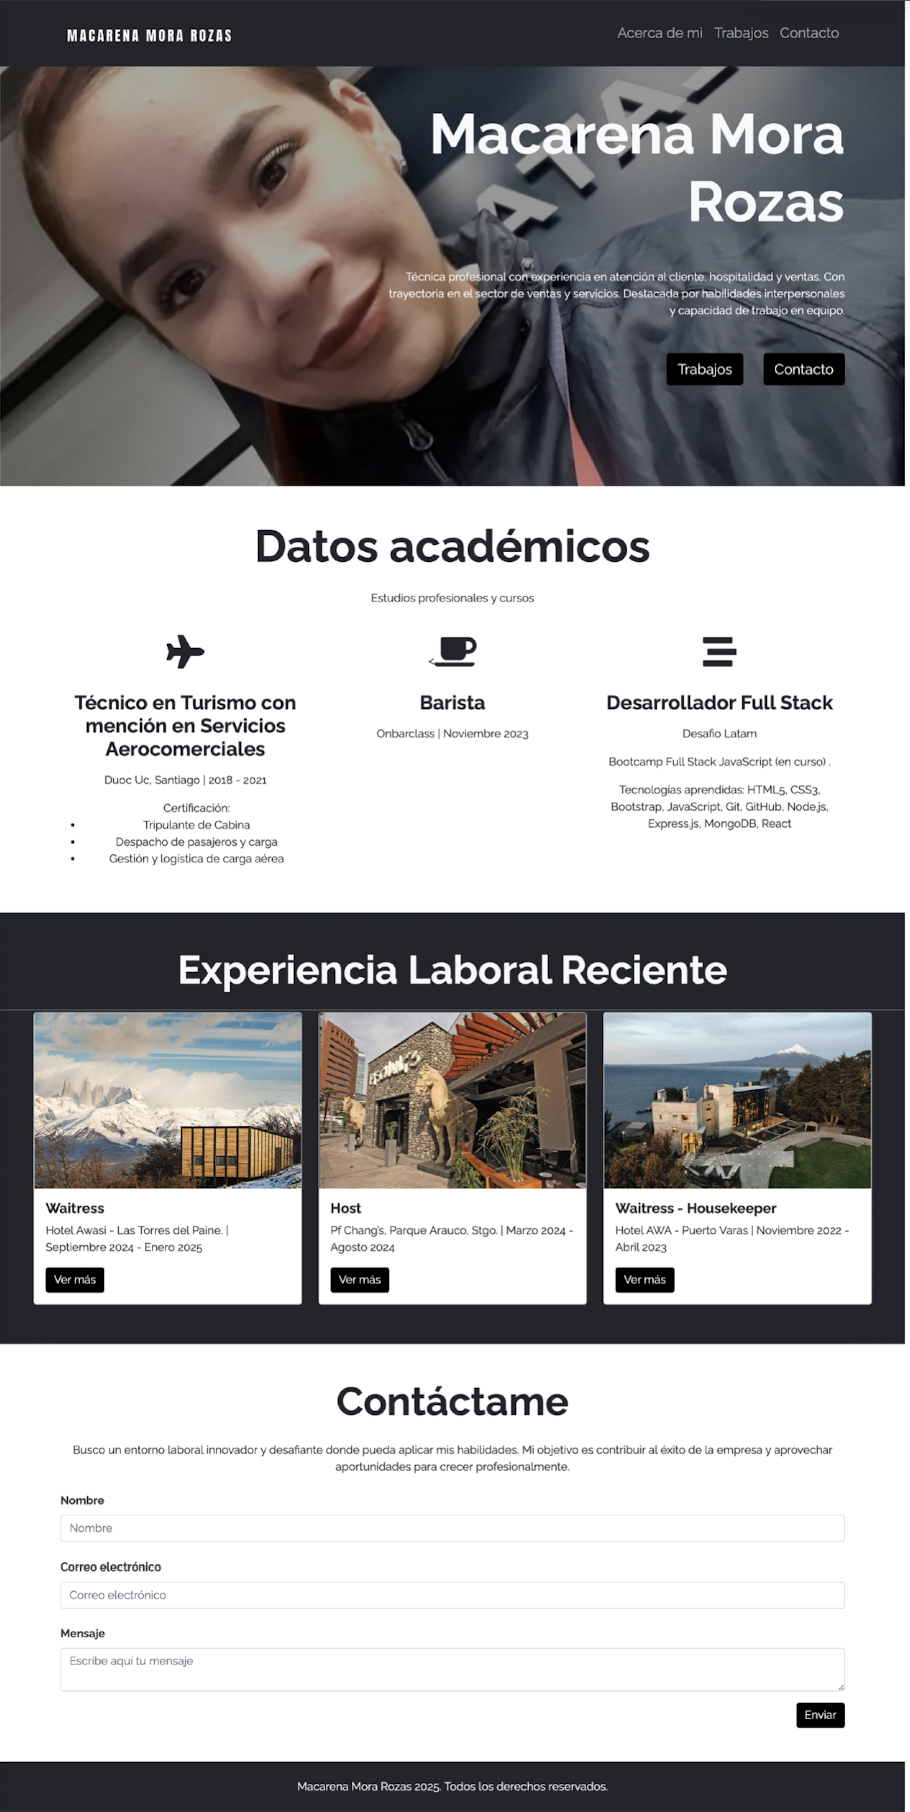 MACARENA MORA ROZAS
Acerca de mi Trabajos Contacto
Macarena Mora
Rozas
Técnica profesional con experiencia en atención al cliente, hospitalidad y ventas. Con
trayectoria en el sector de ventas y servicios. Destacada por habilidades interpersonales
y capacidad de trabajo en equipo.
Trabajos Contacto
Datos académicos
Estudios profesionales y cursos
<
Técnico en Turismo con
mención en Servicios
Aerocomerciales
Duoc Uc, Santiago | 2018 - 2021
Certificación:
• Tripulante de Cabina
• Despacho de pasajeros y carga
• Gestión y logística de carga aérea
Barista
Onbarclass | Noviembre 2023
Desarrollador Full Stack
Desafio Latam
Bootcamp Full Stack JavaScript (en curso) .
Tecnologías aprendidas: HTML5, CSS3,
Bootstrap, JavaScript, Git, GitHub, Node.js,
Express.js, MongoDB, React
Experiencia Laboral Reciente
Waitress
Hotel Awasi - Las Torres del Paine. |
Septiembre 2024 - Enero 2025
Ver más
Host
Pf Chang's, Parque Arauco, Stgo. | Marzo 2024 -
Agosto 2024
Ver más
Waitress - Housekeeper
Hotel AWA - Puerto Varas | Noviembre 2022 -
Abril 2023
Ver más
Contáctame
Busco un entorno laboral innovador y desafiante donde pueda aplicar mis habilidades. Mi objetivo es contribuir al éxito de la empresa y aprovechar
oportunidades para crecer profesionalmente.
Nombre
Nombre
Correo electrónico
Correo electrónico
Mensaje
Escribe aquí tu mensaje
Enviar
Macarena Mora Rozas 2025. Todos los derechos reservados.